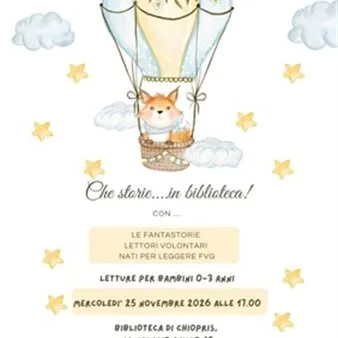 Che storie....in biblioteca!
CON ....
LE FANTASTORIE
LETTORI VOLONTARI
NATI PER LEGGERE FVG
LETTURE PER BAMBINI 0-3 ANNI
MERCOLEDI' 25 NOVEMBRE 2026 ALLE 17.00
BIBLIOTECA DI CHIOPRIS,